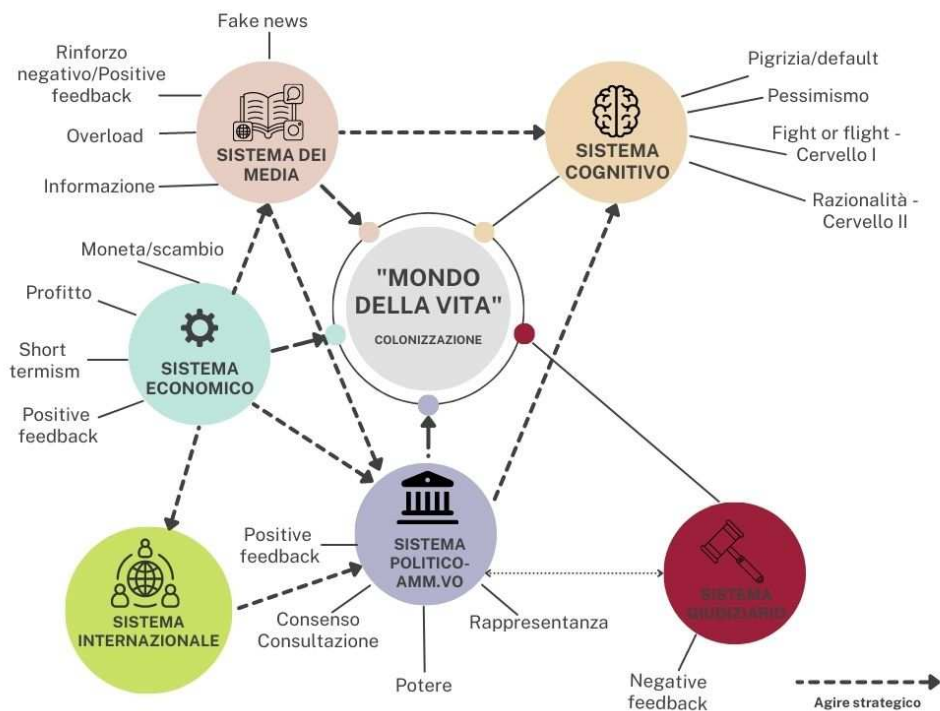 Fake news
Rinforzo
negativo/Positive
feedback
Overload
Informazione
SISTEMA DEI
MEDIA
Pigrizia/default
Pessimismo
Fight or flight -
Cervello I
Razionalità -
Cervello II
SISTEMA
COGNITIVO
Moneta/scambio
Profitto
Short
termism
Positive
feedback
SISTEMA
ECONOMICO
"MONDO
DELLA VITA"
COLONIZZAZIONE
SISTEMA
INTERNAZIONALE
Positive
feedback
SISTEMA
POLITICO-
AMM.VO
Consenso
Consultazione
Potere
Rappresentanza
SISTEMA
GIUDIZIARIO
Negative
feedback
Agire strategico